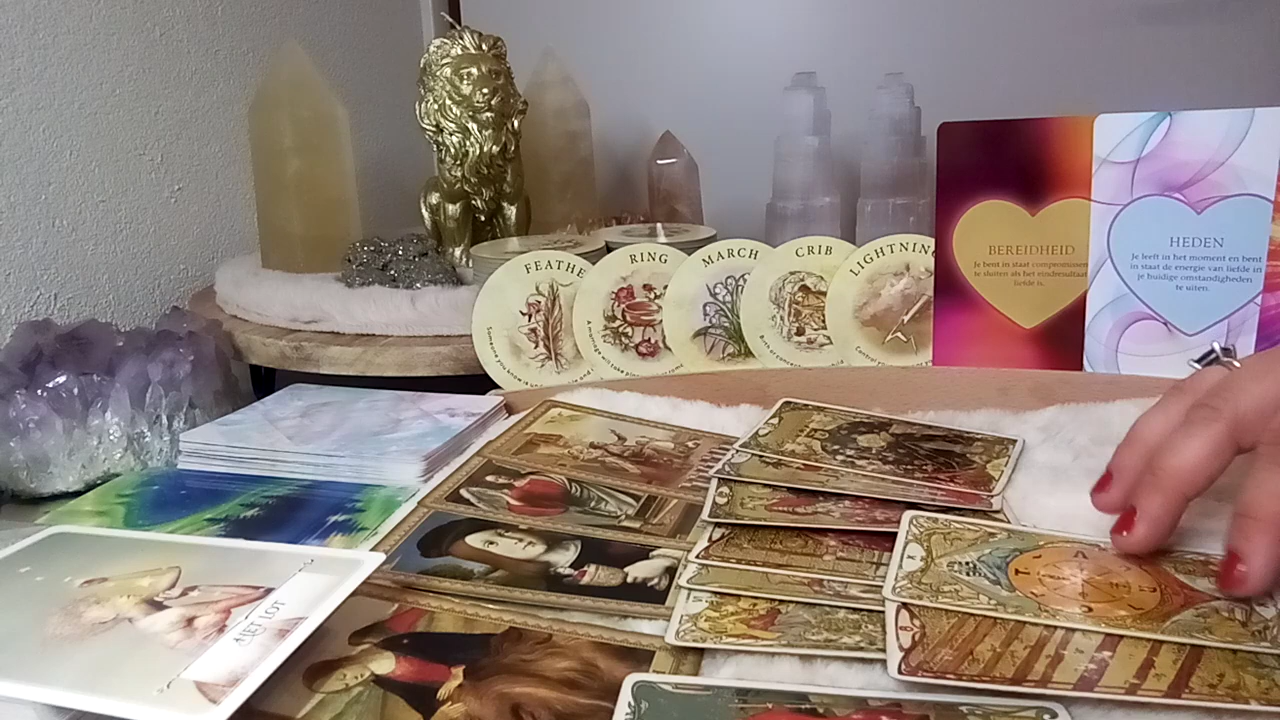 FEATHE
RING
MARCH
CRIB
LIGHTNING
BEREIDHEID
Je bent in staat compromissen
te sluiten als het eindresultaat
liefde is.
HEDEN
Je leeft in het moment en bent
in staat de energie van liefde in
je huidige omstandigheden
te uiten.
HET LOT